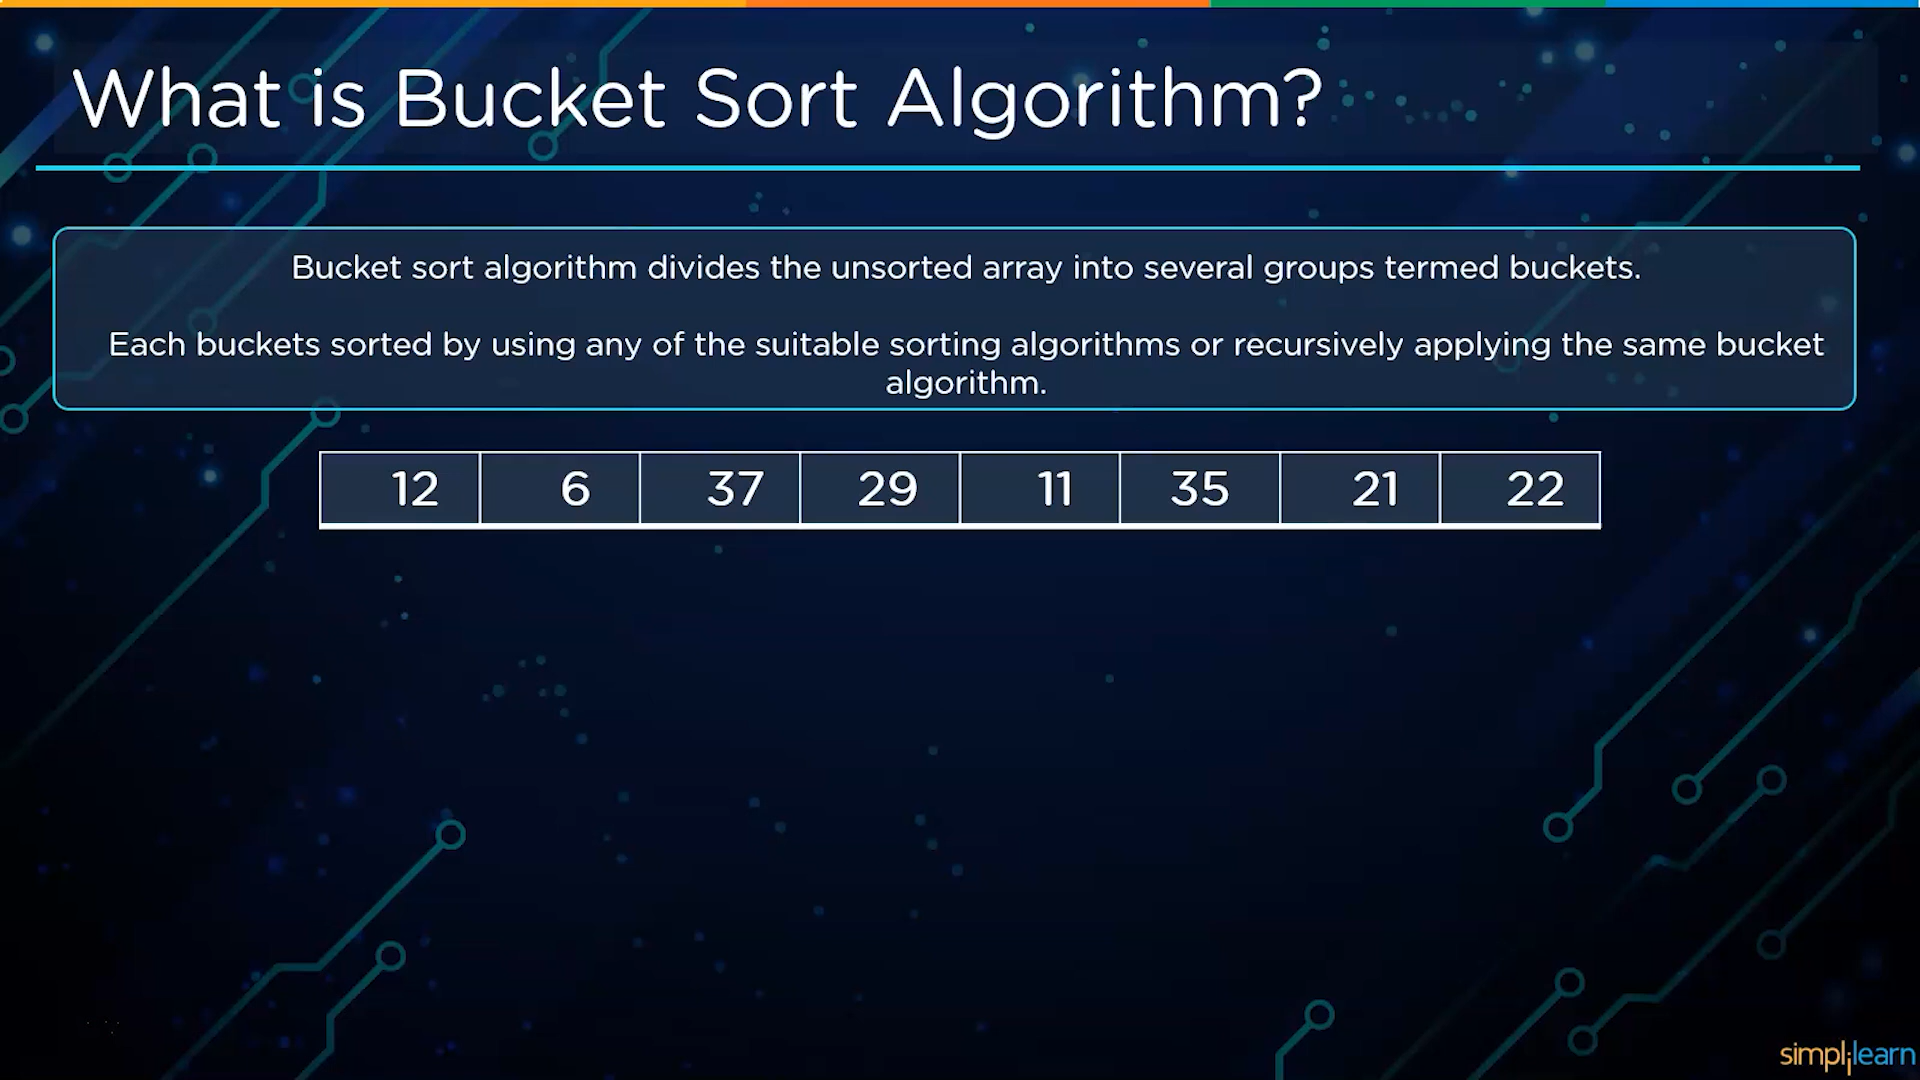 What is Bucket Sort Algorithm?
Bucket sort algorithm divides the unsorted array into several groups termed buckets.
Each buckets sorted by using any of the suitable sorting algorithms or recursively applying the same bucket
algorithm.
12 6 37 29 11 35 21 22
simplilearn